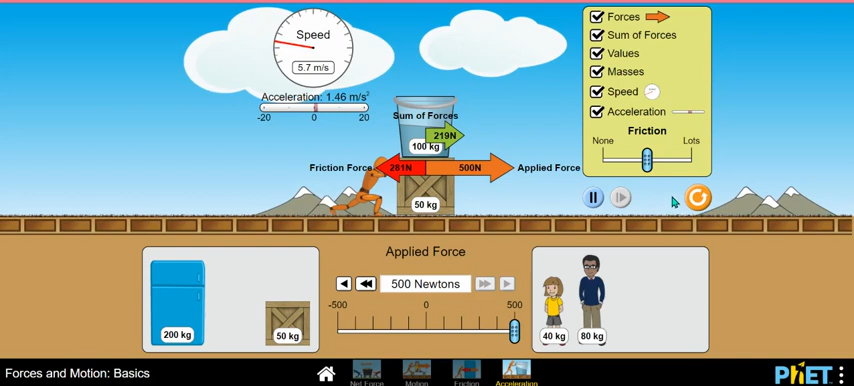 Speed
5.7 m/s
Acceleration: 1.46 m/s²
-20 0 20
Sum of Forces
219N
100 kg
Friction Force
281N
500N
Applied Force
50 kg
Forces
Sum of Forces
Values
Masses
Speed
Acceleration
Friction
None
Lots
Applied Force
500 Newtons
-500 0 500
200 kg
50 kg
40 kg
80 kg
Forces and Motion: Basics
Net Force
Motion
Friction
Acceleration
PhET